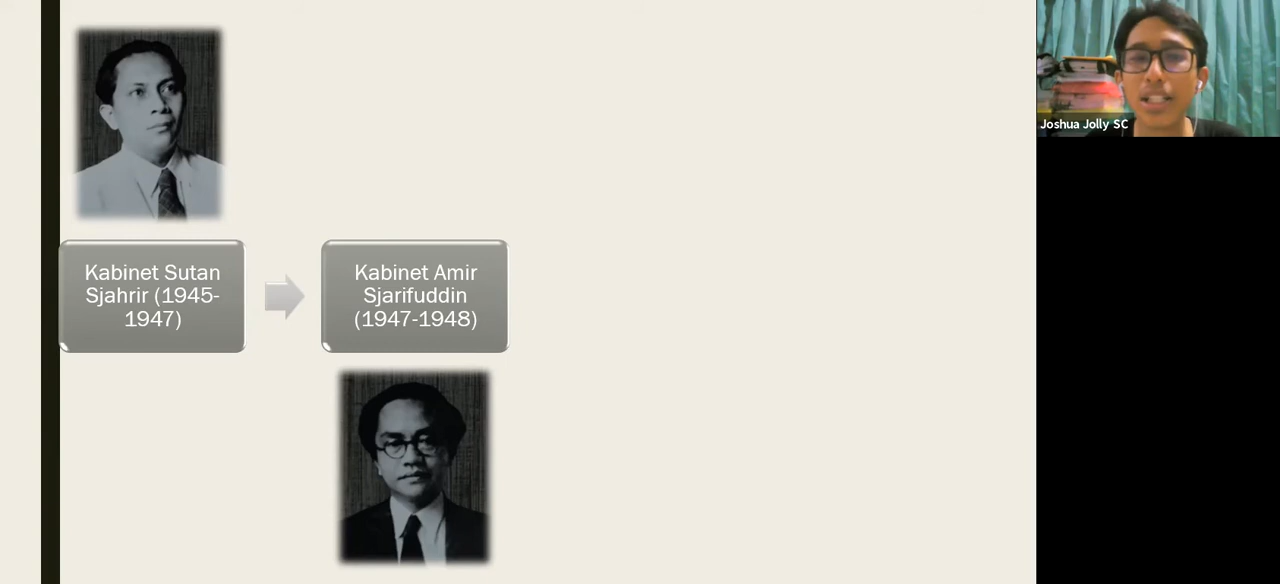 Kabinet Sutan
Sjahrir (1945-
1947)
Kabinet Amir
Sjarifuddin
(1947-1948)
Joshua Jolly SC